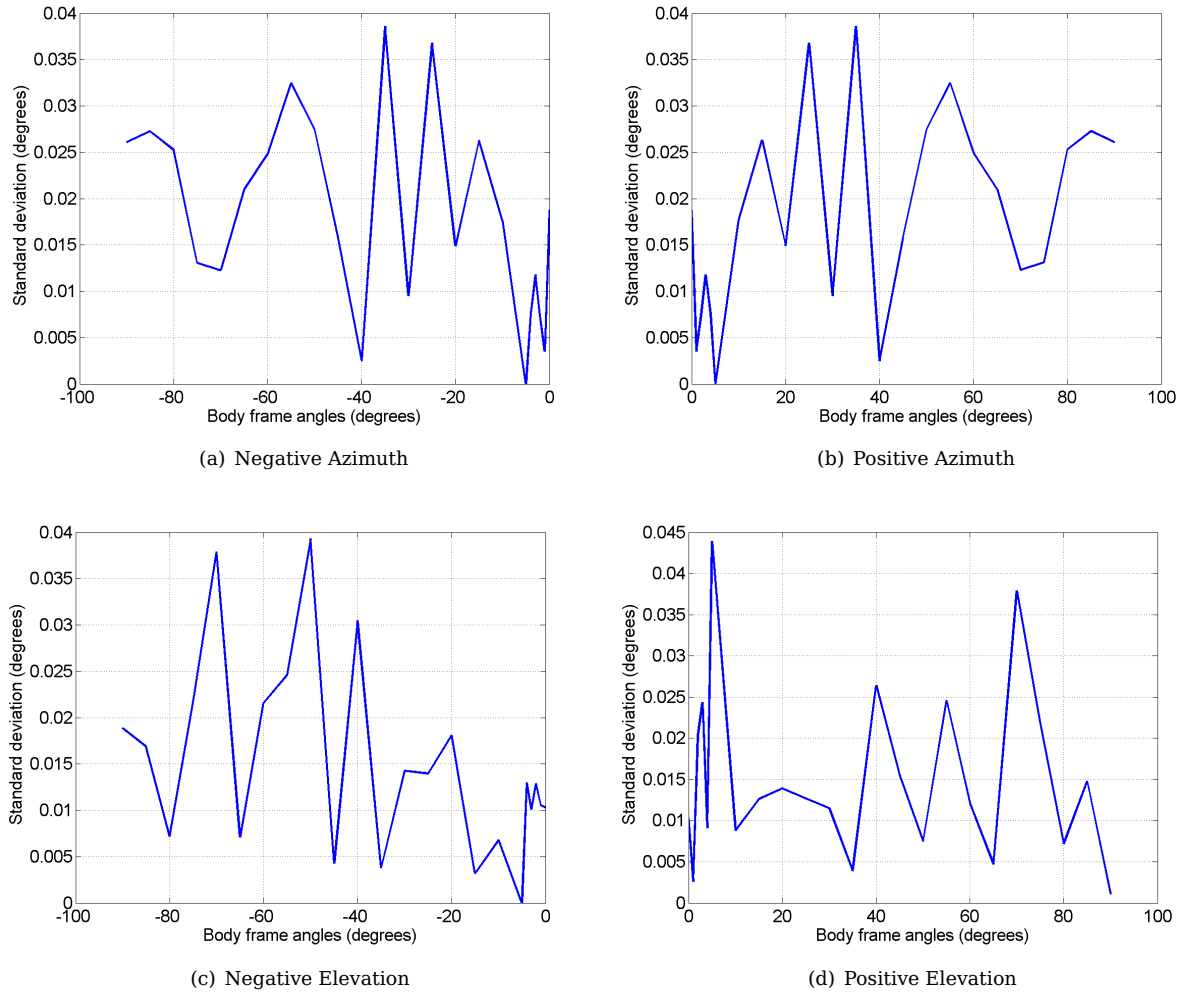 0.04
0.035
0.03
0.025
0.02
0.015
0.01
0.005
0
Standard deviation (degrees)
-100 -80 -60 -40 -20 0
Body frame angles (degrees)
(a) Negative Azimuth
0.04
0.035
0.03
0.025
0.02
0.015
0.01
0.005
0
Standard deviation (degrees)
0 20 40 60 80 100
Body frame angles (degrees)
(b) Positive Azimuth
0.04
0.035
0.03
0.025
0.02
0.015
0.01
0.005
0
Standard deviation (degrees)
-100 -80 -60 -40 -20 0
Body frame angles (degrees)
(c) Negative Elevation
0.045
0.04
0.035
0.03
0.025
0.02
0.015
0.01
0.005
0
Standard deviation (degrees)
0 20 40 60 80 100
Body frame angles (degrees)
(d) Positive Elevation